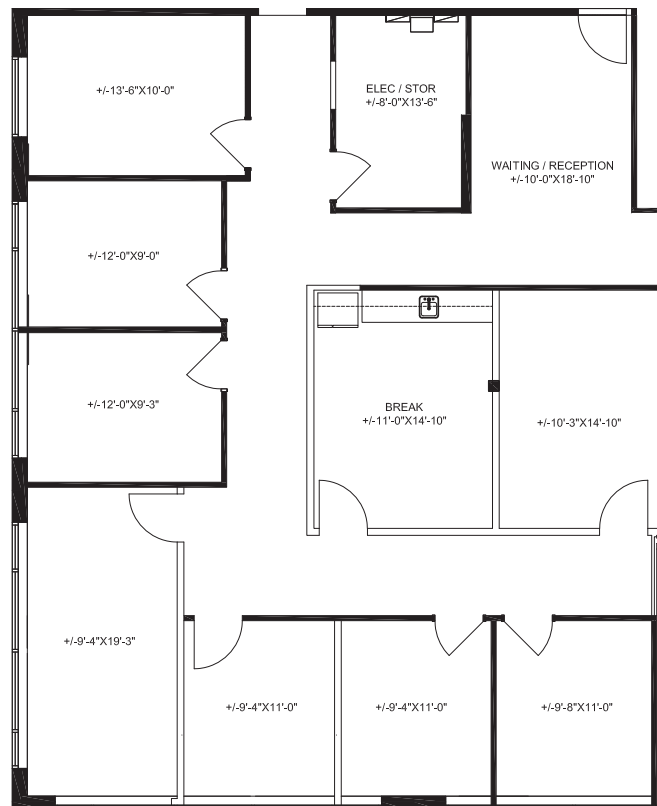 +/-13'-6"X10'-0"
ELEC / STOR
+/-8'-0"X13'-6"
WAITING / RECEPTION
+/-10'-0"X18'-10"
+/-12'-0"X9'-0"
+/-12'-0"X9'-3"
BREAK
+/-11'-0"X14'-10"
+/-10'-3"X14'-10"
+/-9'-4"X19'-3"
+/-9'-4"X11'-0"
+/-9'-4"X11'-0"
+/-9'-8"X11'-0"